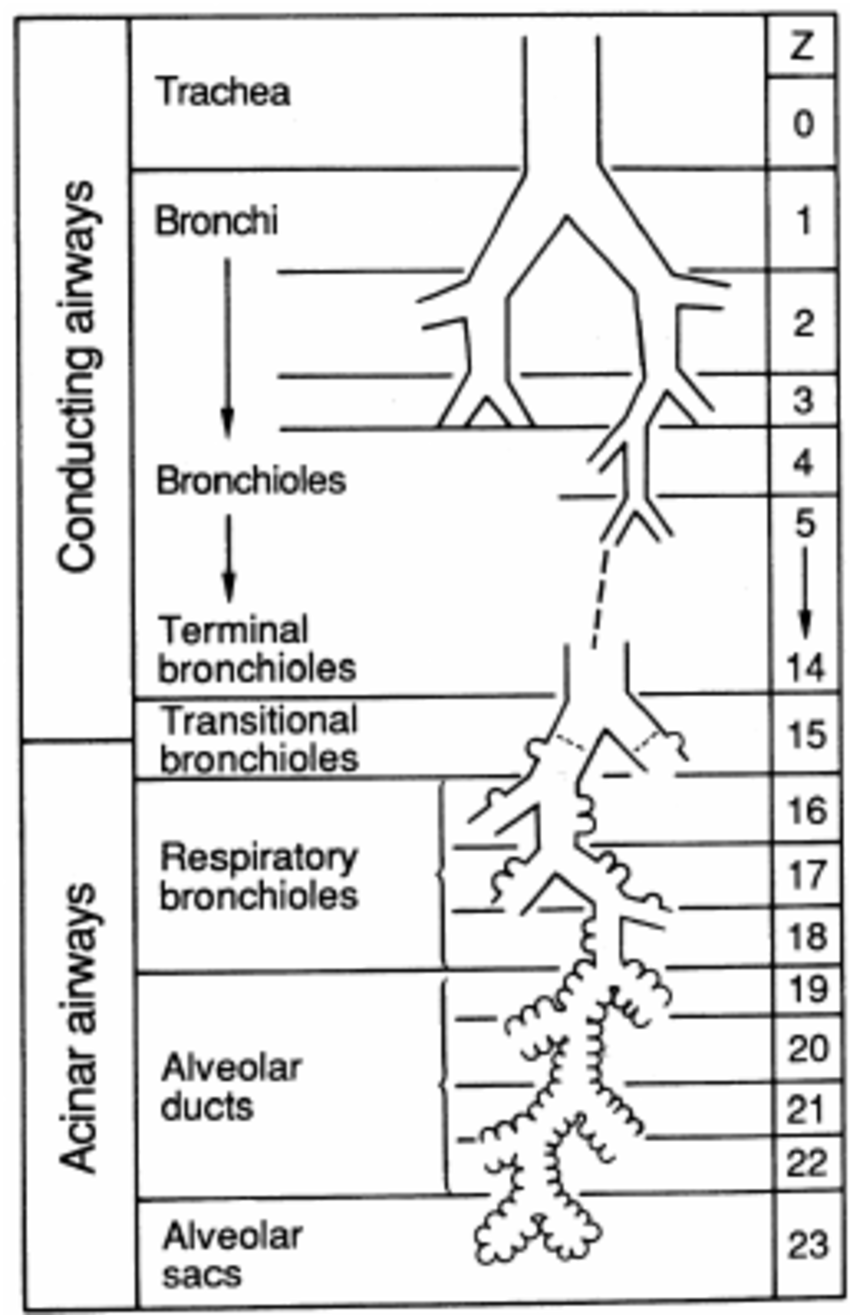 Conducting airways
Acinar airways
Trachea
Bronchi
Bronchioles
Terminal
bronchioles
Transitional
bronchioles
Respiratory
bronchioles
Alveolar
ducts
Alveolar
sacs
Z
0
1
2
3
4
5
14
15
16
17
18
19
20
21
22
23